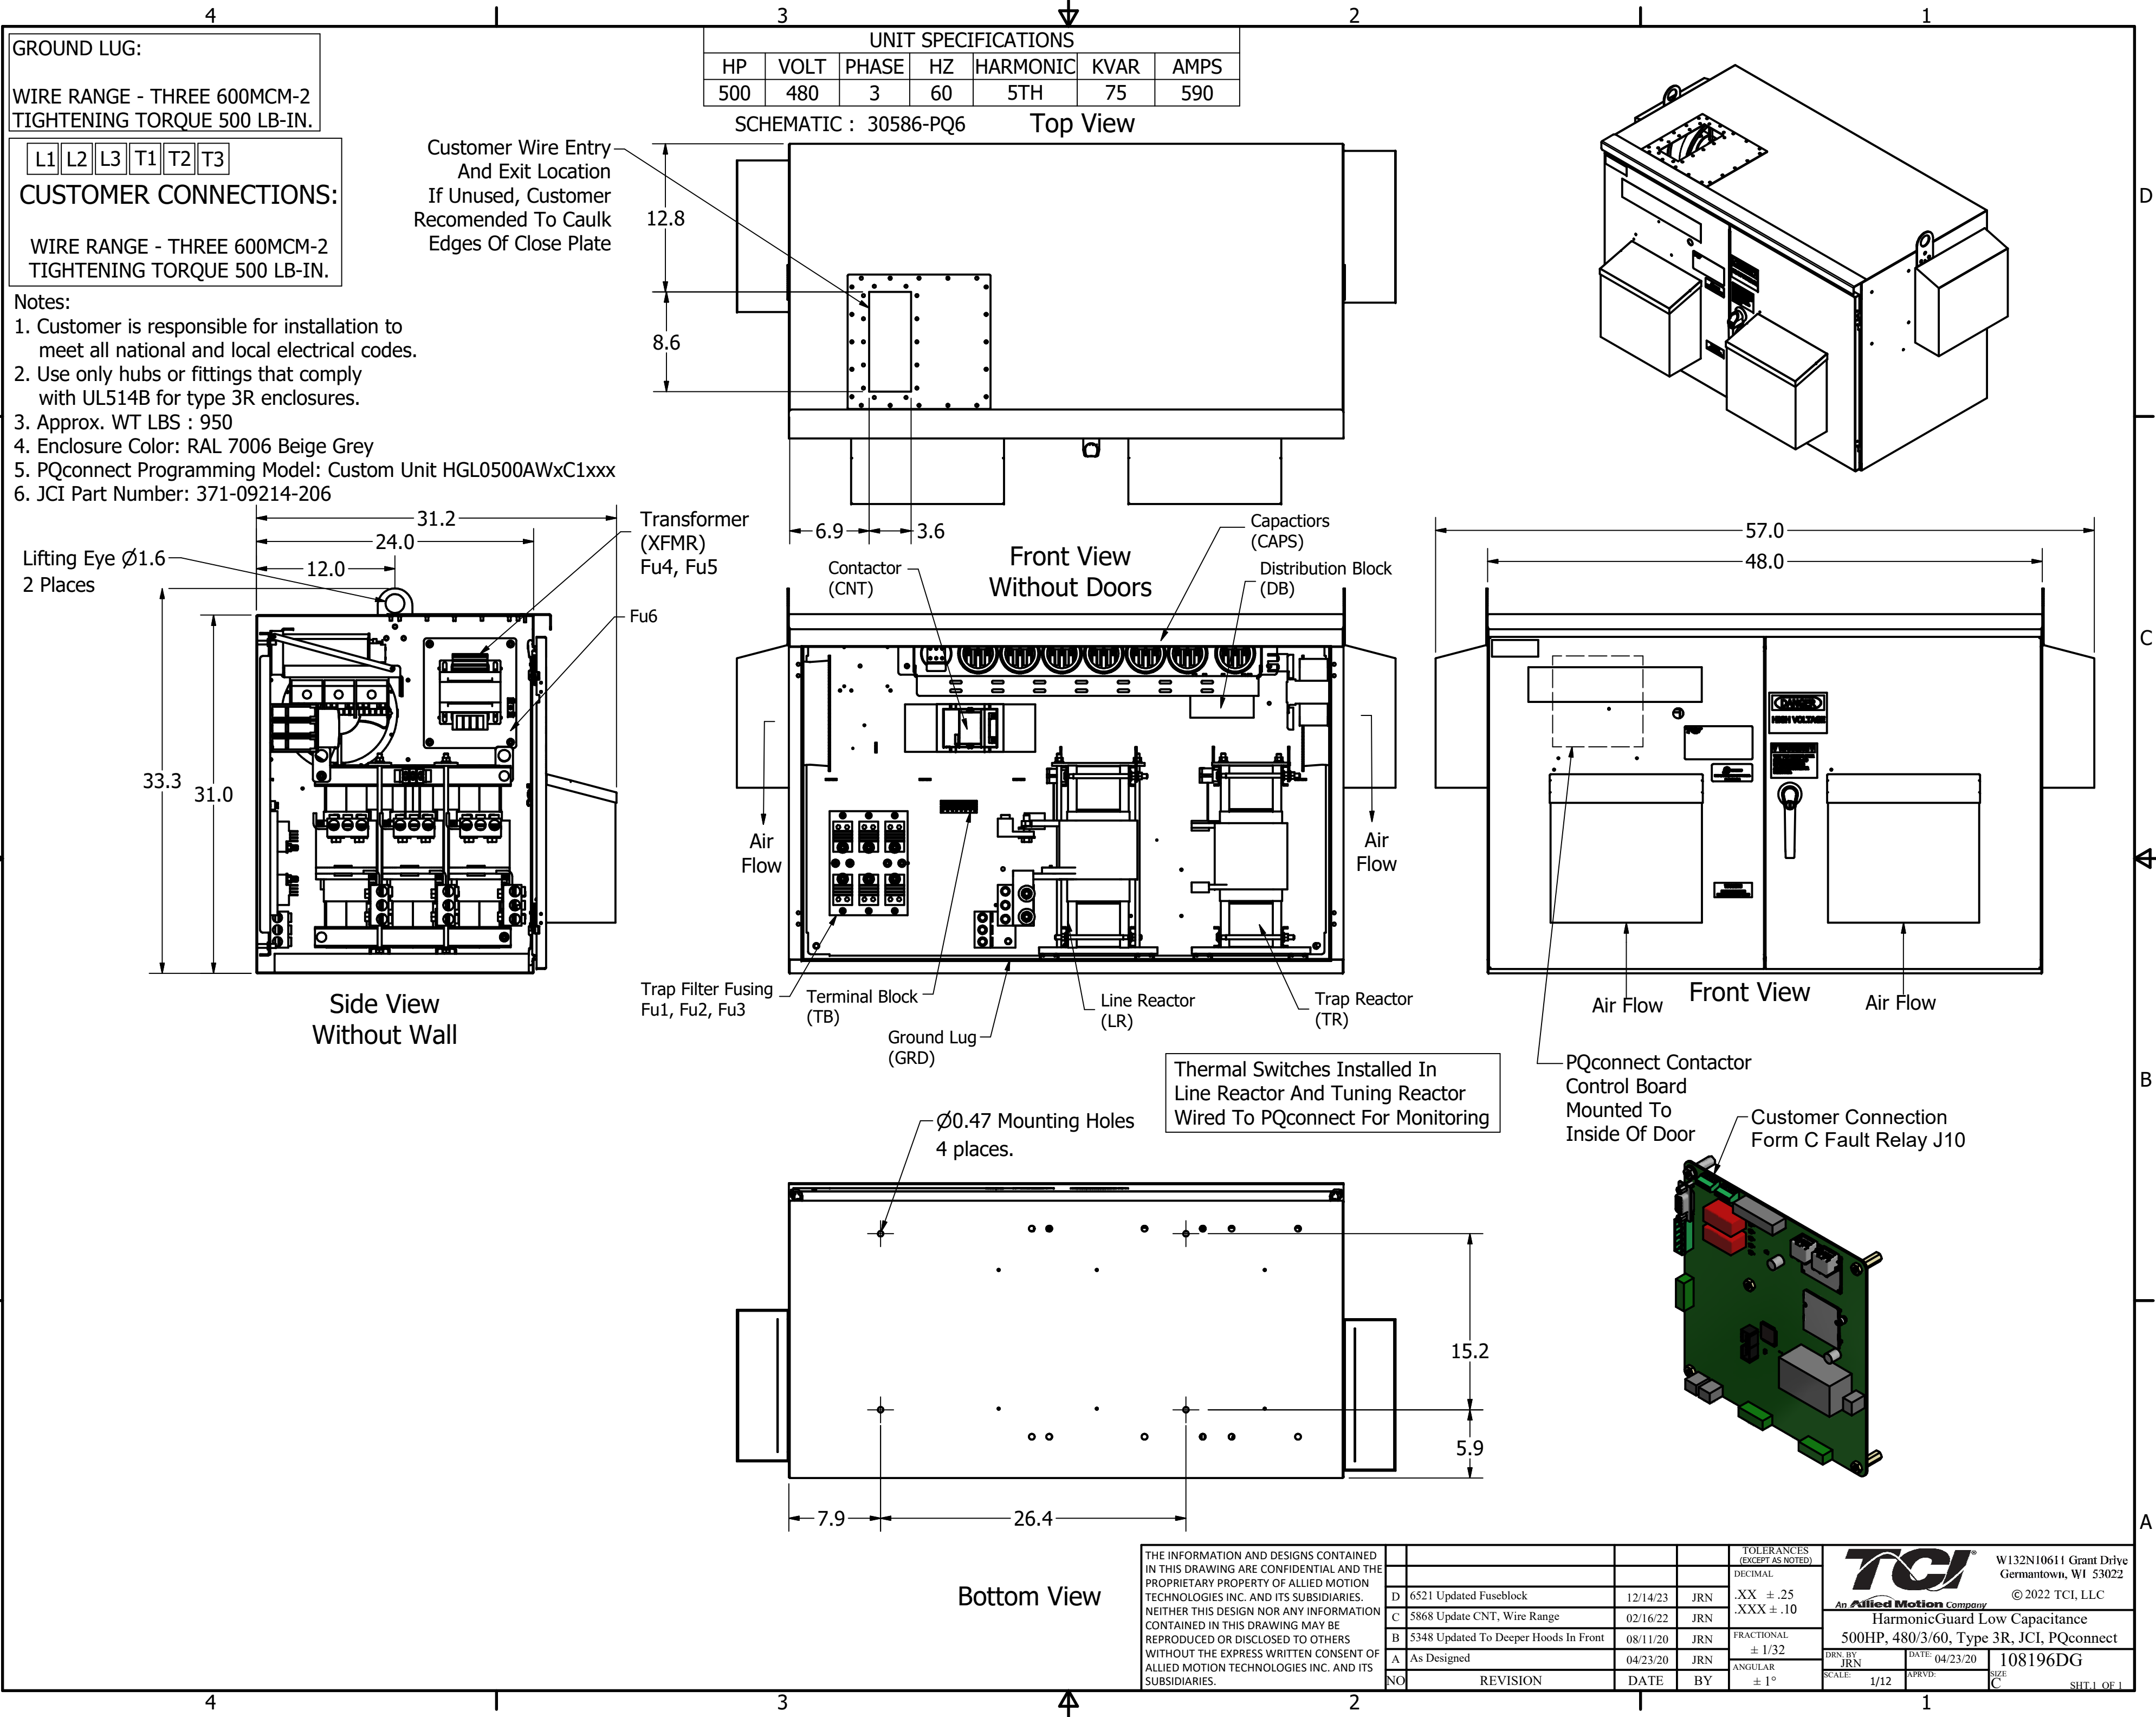 4 3 2 1
GROUND LUG:
WIRE RANGE - THREE 600MCM-2
TIGHTENING TORQUE 500 LB-IN.
L1 L2 L3 T1 T2 T3
CUSTOMER CONNECTIONS:
WIRE RANGE - THREE 600MCM-2
TIGHTENING TORQUE 500 LB-IN.
Notes:
1. Customer is responsible for installation to
meet all national and local electrical codes.
2. Use only hubs or fittings that comply
with UL514B for type 3R enclosures.
3. Approx. WT LBS : 950
4. Enclosure Color: RAL 7006 Beige Grey
5. PQconnect Programming Model: Custom Unit HGL0500AWxC1xxx
6. JCI Part Number: 371-09214-206
UNIT SPECIFICATIONS
HP VOLT PHASE HZ HARMONIC KVAR AMPS
500 480 3 60 5TH 75 590
SCHEMATIC : 30586-PQ6
Top View
Customer Wire Entry
And Exit Location
If Unused, Customer
Recomended To Caulk
Edges Of Close Plate
12.8
8.6
6.9
3.6
D
31.2
24.0
12.0
Lifting Eye Ø1.6
2 Places
33.3
31.0
Transformer
(XFMR)
Fu4, Fu5
Fu6
Side View
Without Wall
Front View
Without Doors
Contactor
(CNT)
Capactiors
(CAPS)
Distribution Block
(DB)
Air
Flow
Air
Flow
Trap Filter Fusing
Fu1, Fu2, Fu3
Terminal Block
(TB)
Ground Lug
(GRD)
Line Reactor
(LR)
Trap Reactor
(TR)
57.0
48.0
C
DANGER
HIGH VOLTAGE
Air Flow
Front View
Air Flow
PQconnect Contactor
Control Board
Mounted To
Inside Of Door
Thermal Switches Installed In
Line Reactor And Tuning Reactor
Wired To PQconnect For Monitoring
B
Customer Connection
Form C Fault Relay J10
Ø0.47 Mounting Holes
4 places.
15.2
5.9
7.9
26.4
Bottom View
A
THE INFORMATION AND DESIGNS CONTAINED
IN THIS DRAWING ARE CONFIDENTIAL AND THE
PROPRIETARY PROPERTY OF ALLIED MOTION
TECHNOLOGIES INC. AND ITS SUBSIDIARIES.
NEITHER THIS DESIGN NOR ANY INFORMATION
CONTAINED IN THIS DRAWING MAY BE
REPRODUCED OR DISCLOSED TO OTHERS
WITHOUT THE EXPRESS WRITTEN CONSENT OF
ALLIED MOTION TECHNOLOGIES INC. AND ITS
SUBSIDIARIES.
D 6521 Updated Fuseblock 12/14/23 JRN
C 5868 Update CNT, Wire Range 02/16/22 JRN
B 5348 Updated To Deeper Hoods In Front 08/11/20 JRN
A As Designed 04/23/20 JRN
NO REVISION DATE BY
TOLERANCES
(EXCEPT AS NOTED)
DECIMAL
.XX ± .25
.XXX ± .10
FRACTIONAL
± 1/32
ANGULAR
± 1°
TCI®
An Allied Motion Company
W132N10611 Grant Drive
Germantown, WI 53022
© 2022 TCI, LLC
HarmonicGuard Low Capacitance
500HP, 480/3/60, Type 3R, JCI, PQconnect
DRN. BY JRN
DATE: 04/23/20
108196DG
SCALE: 1/12
APRVD:
SIZE C
SHT.1 OF 1
4 3 2 1